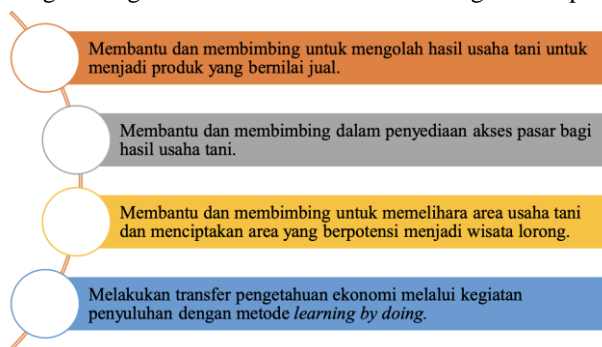 Membantu dan membimbing untuk mengolah hasil usaha tani untuk
menjadi produk yang bernilai jual.
Membantu dan membimbing dalam penyediaan akses pasar bagi
hasil usaha tani.
Membantu dan membimbing untuk memelihara area usaha tani
dan menciptakan area yang berpotensi menjadi wisata lorong.
Melakukan transfer pengetahuan ekonomi melalui kegiatan
penyuluhan dengan metode learning by doing.